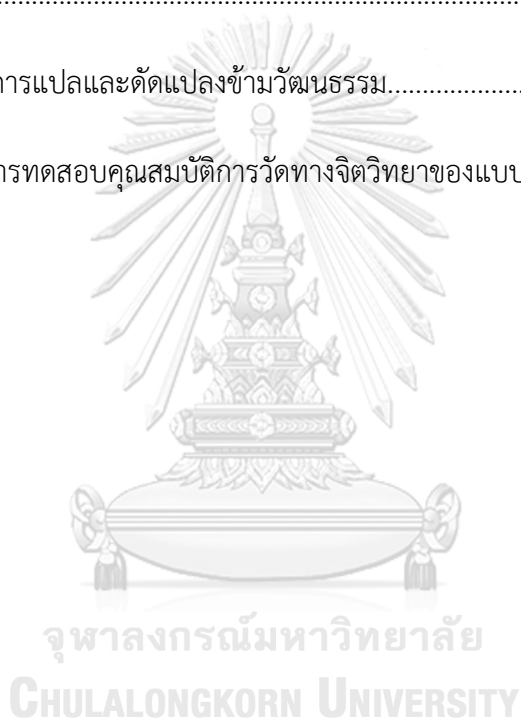 ............................................................................
การแปลและดัดแปลงข้ามวัฒนธรรม...................
ารทดสอบคุณสมบัติการวัดทางจิตวิทยาของแบบ
จุฬาลงกรณ์มหาวิทยาลัย
CHULALONGKORN UNIVERSITY